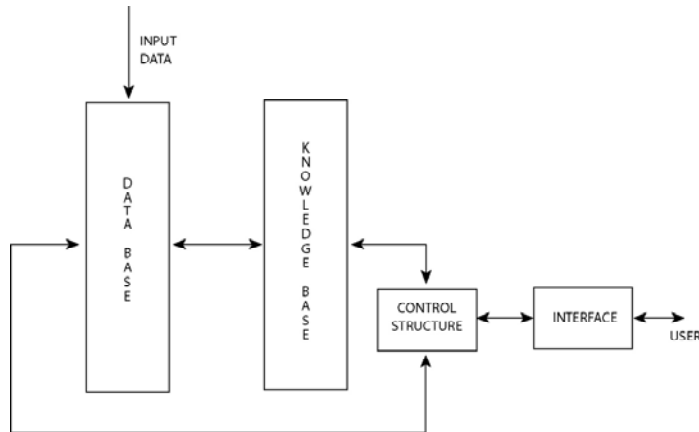 INPUT
DATA
DATA BASE
KNOWLEDGE BASE
CONTROL
STRUCTURE
INTERFACE
USER